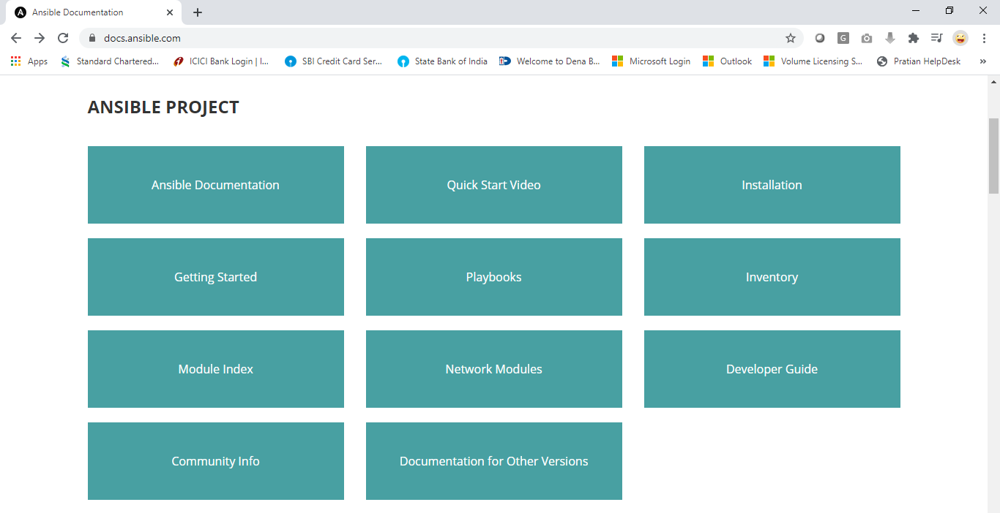 Ansible Documentation
docs.ansible.com
G
Apps Standard Chartered... ICICI Bank Login | I... SBI Credit Card Ser... State Bank of India Welcome to Dena B... Microsoft Login Outlook Volume Licensing S... Pratian HelpDesk »
ANSIBLE PROJECT
Ansible Documentation Quick Start Video Installation
Getting Started Playbooks Inventory
Module Index Network Modules Developer Guide
Community Info Documentation for Other Versions